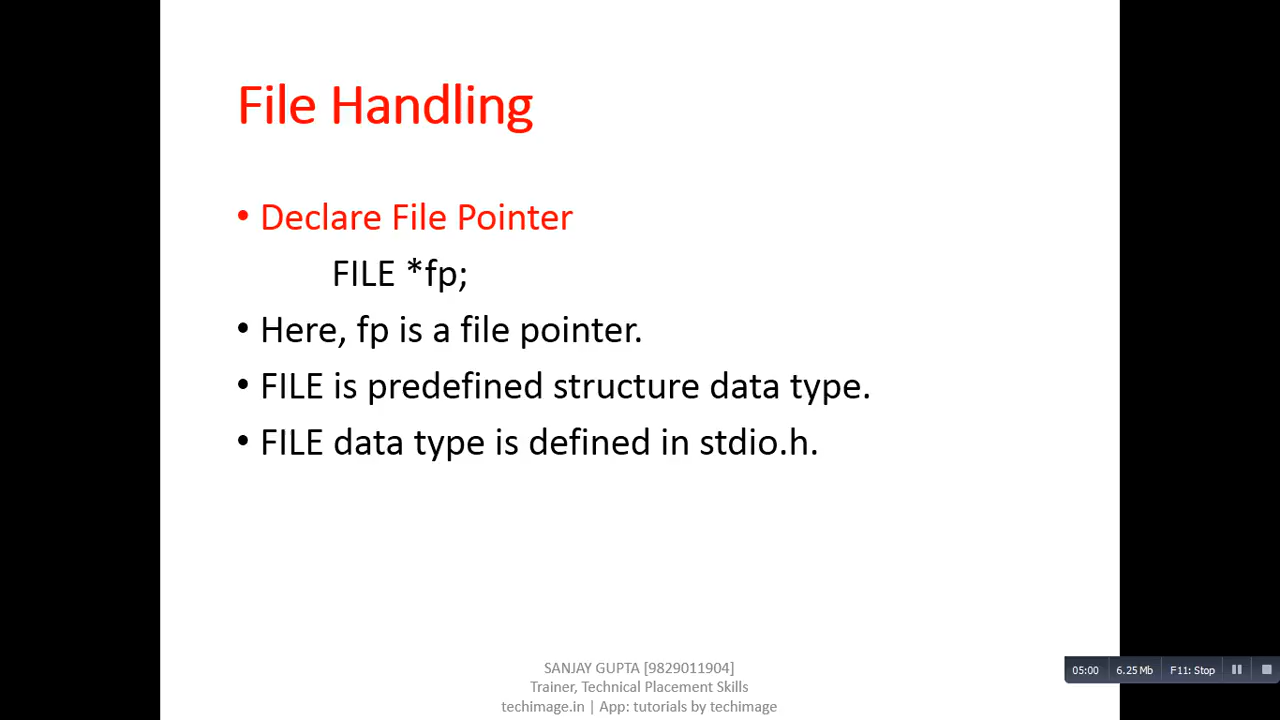 File Handling
• Declare File Pointer
FILE *fp;
• Here, fp is a file pointer.
• FILE is predefined structure data type.
• FILE data type is defined in stdio.h.
SANJAY GUPTA [9829011904]
Trainer, Technical Placement Skills
techimage.in | App: tutorials by techimage
05:00 6.25 Mb F11: Stop